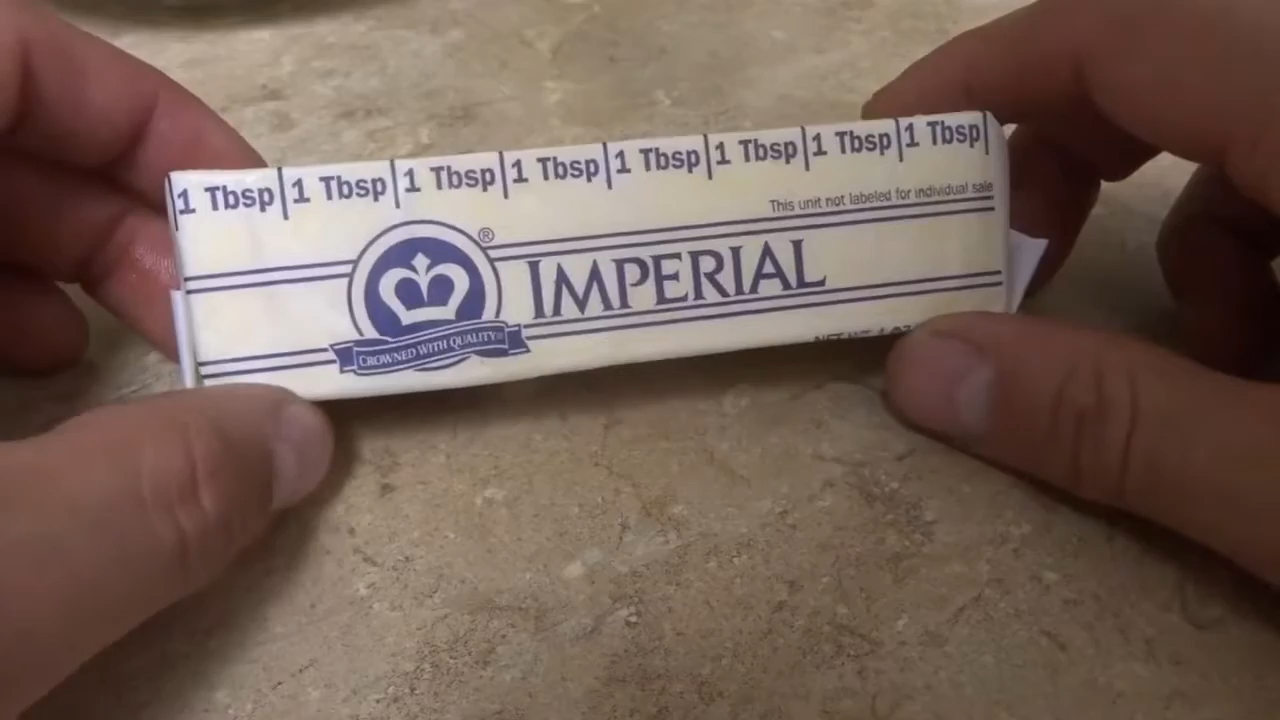 1 Tbsp 1 Tbsp 1 Tbsp 1 Tbsp 1 Tbsp 1 Tbsp 1 Tbsp 1 Tbsp
This unit not labeled for individual sale
®
IMPERIAL
CROWNED WITH QUALITY